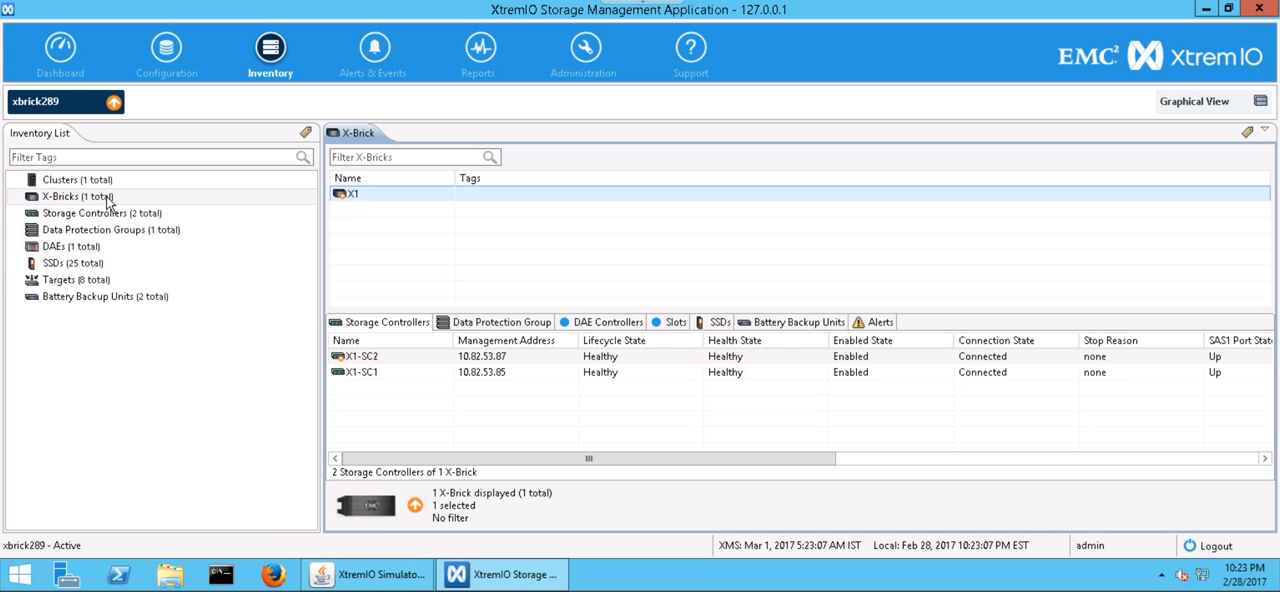 XtremIO Storage Management Application - 127.0.0.1
Dashboard
Configuration
Inventory
Alerts & Events
Reports
Administration
Support
EMC² XtremIO
xbrick289
Graphical View
Inventory List
X-Brick
Filter Tags
Filter X-Bricks
Clusters (1 total)
X-Bricks (1 total)
Storage Controllers (2 total)
Data Protection Groups (1 total)
DAEs (1 total)
SSDs (25 total)
Targets (8 total)
Battery Backup Units (2 total)
Name Tags
X1
Storage Controllers Data Protection Group DAE Controllers Slots SSDs Battery Backup Units Alerts
Name Management Address Lifecycle State Health State Enabled State Connection State Stop Reason SAS1 Port Stat
X1-SC2 10.82.53.87 Healthy Healthy Enabled Connected none Up
X1-SC1 10.82.53.85 Healthy Healthy Enabled Connected none Up
2 Storage Controllers of 1 X-Brick
EMC
1 X-Brick displayed (1 total)
1 selected
No filter
xbrick289 - Active
XMS: Mar 1, 2017 5:23:07 AM IST Local: Feb 28, 2017 10:23:07 PM EST
admin
Logout
XtremIO Simulato...
XtremIO Storage ...
10:23 PM
2/28/2017